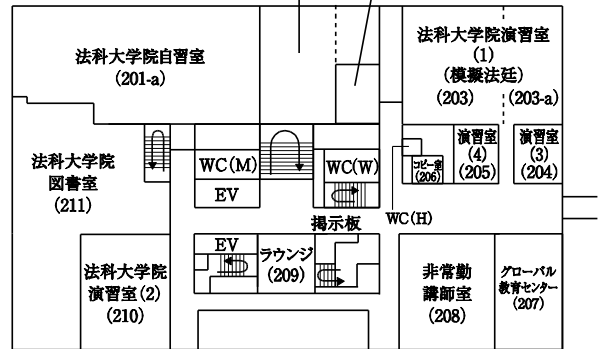 法科大学院自習室
(201-a)
法科大学院演習室
(1)
(模擬法廷)
(203)
(203-a)
法科大学院
図書室
(211)
WC(M)
EV
WC(W)
コピー室
(206)
演習室
(4)
(205)
演習室
(3)
(204)
WC(H)
掲示板
法科大学院
演習室(2)
(210)
EV
ラウンジ
(209)
非常勤
講師室
(208)
グローバル
教育センター
(207)